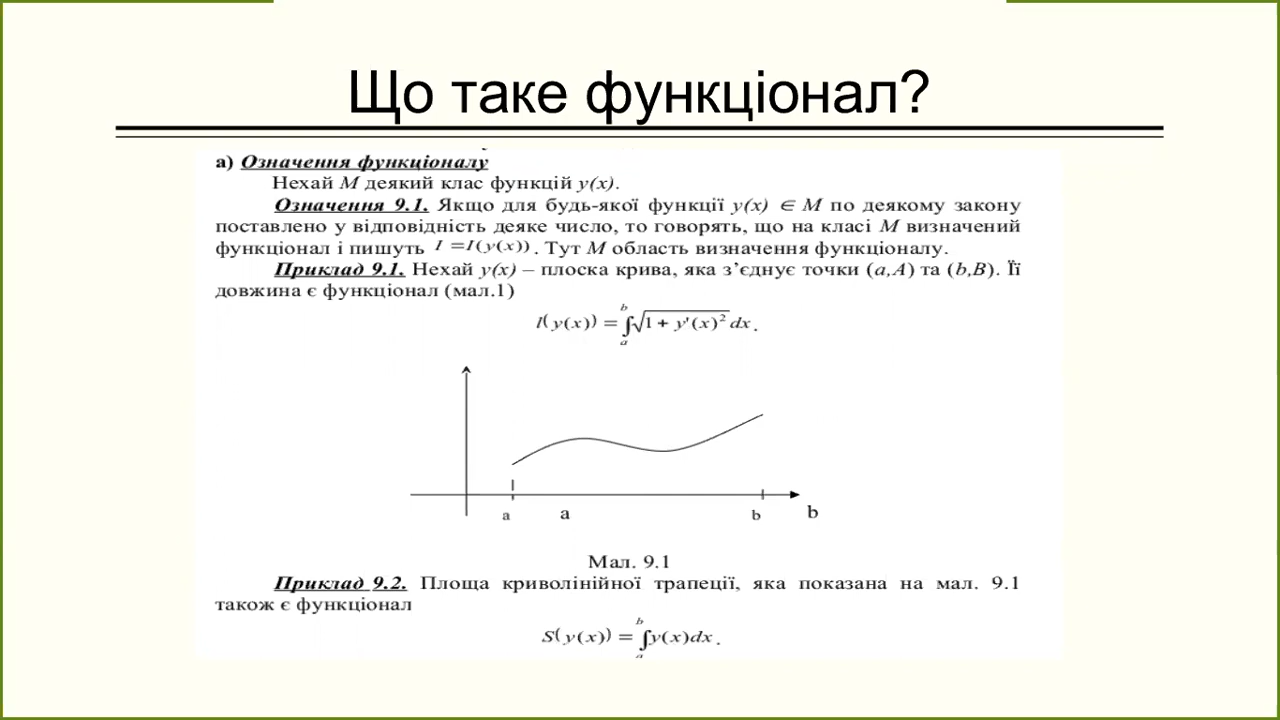 Що таке функціонал?
а) Означення функціоналу
Нехай M деякий клас функцій y(x).
Означення 9.1. Якщо для будь-якої функції y(x) ∈ M по деякому закону
поставлено у відповідність деяке число, то говорять, що на класі M визначений
функціонал і пишуть I = I(y(x)). Тут M область визначення функціоналу.
Приклад 9.1. Нехай y(x) – плоска крива, яка з’єднує точки (a,A) та (b,B). Її
довжина є функціонал (мал.1)
l(y(x)) = ∫_a^b √(1 + y'(x)²) dx.
a a b b
Мал. 9.1
Приклад 9.2. Площа криволінійної трапеції, яка показана на мал. 9.1
також є функціонал
S(y(x)) = ∫_a^b y(x)dx.